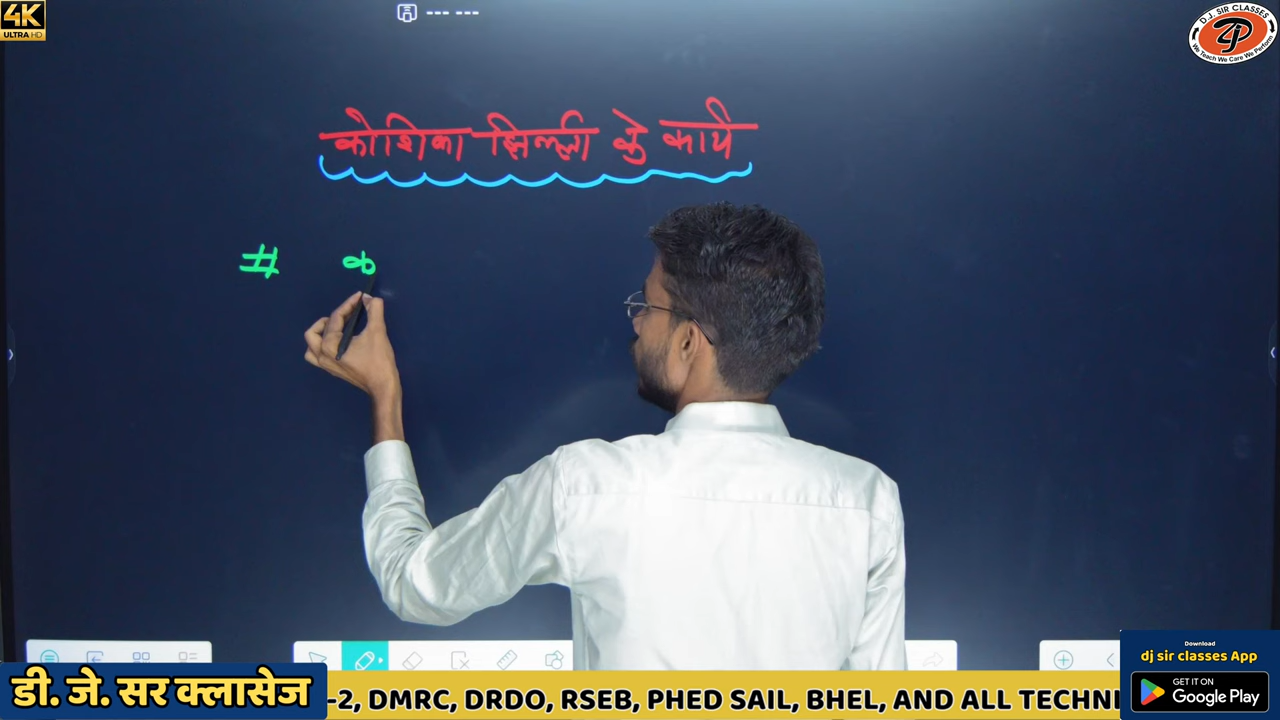 4K
ULTRA HD
D.J. SIR CLASSES
We Teach We Care We Perform
कोशिका झिल्ली के कार्य
#
डी. जे. सर क्लासेज
-2, DMRC, DRDO, RSEB, PHED SAIL, BHEL, AND ALL TECHNI
Download
dj sir classes App
GET IT ON
Google Play